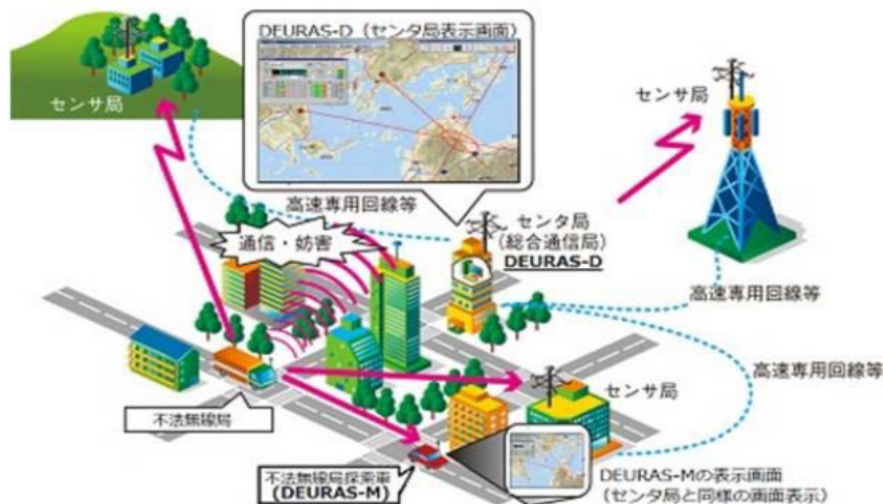 DEURAS-D（センタ局表示画面）
センサ局
センサ局
高速専用回線等
通信・妨害
センタ局
（総合通信局）
DEURAS-D
高速専用回線等
高速専用回線等
センサ局
不法無線局
不法無線局探索車
(DEURAS-M)
DEURAS-Mの表示画面
（センタ局と同様の画面表示）